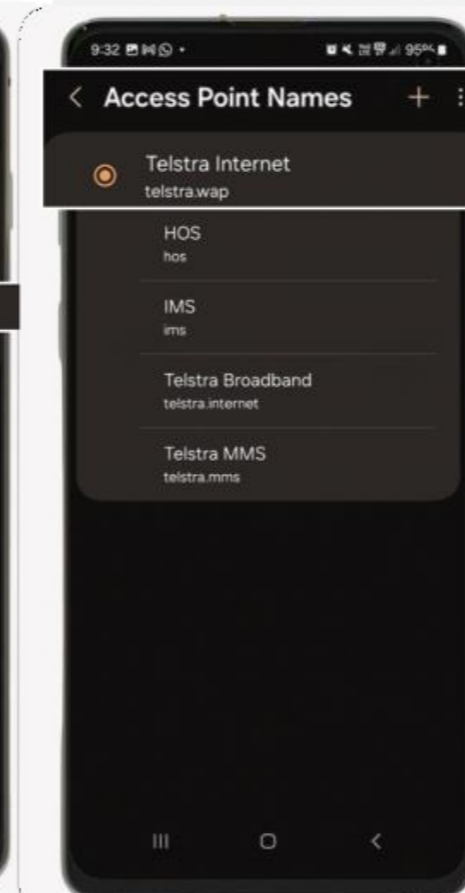 9:32
95%
Access Point Names
Telstra Internet
telstra.wap
HOS
hos
IMS
ims
Telstra Broadband
telstra.internet
Telstra MMS
telstra.mms